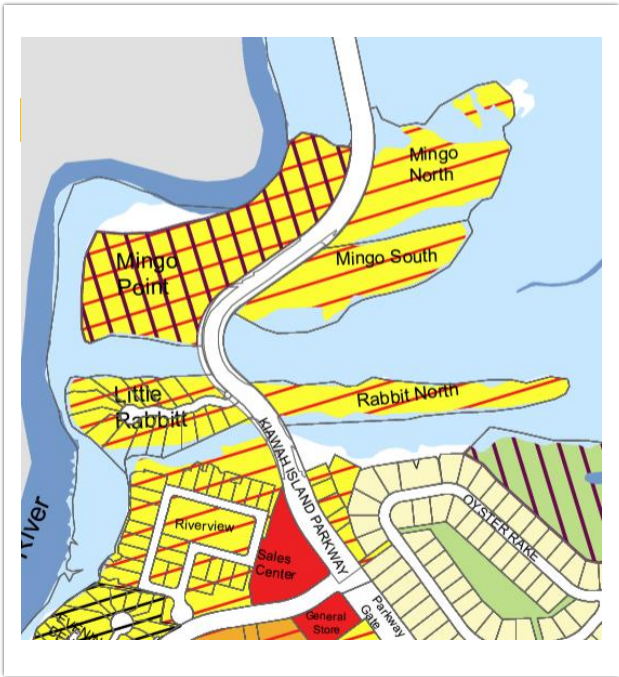 Mingo
North
Mingo
Point
Mingo South
Little
Rabbitt
Rabbit North
KIAWAH ISLAND PARKWAY
River
Riverview
OYSTER RAKE
Sales
Center
General
Store
Parkway
Gate